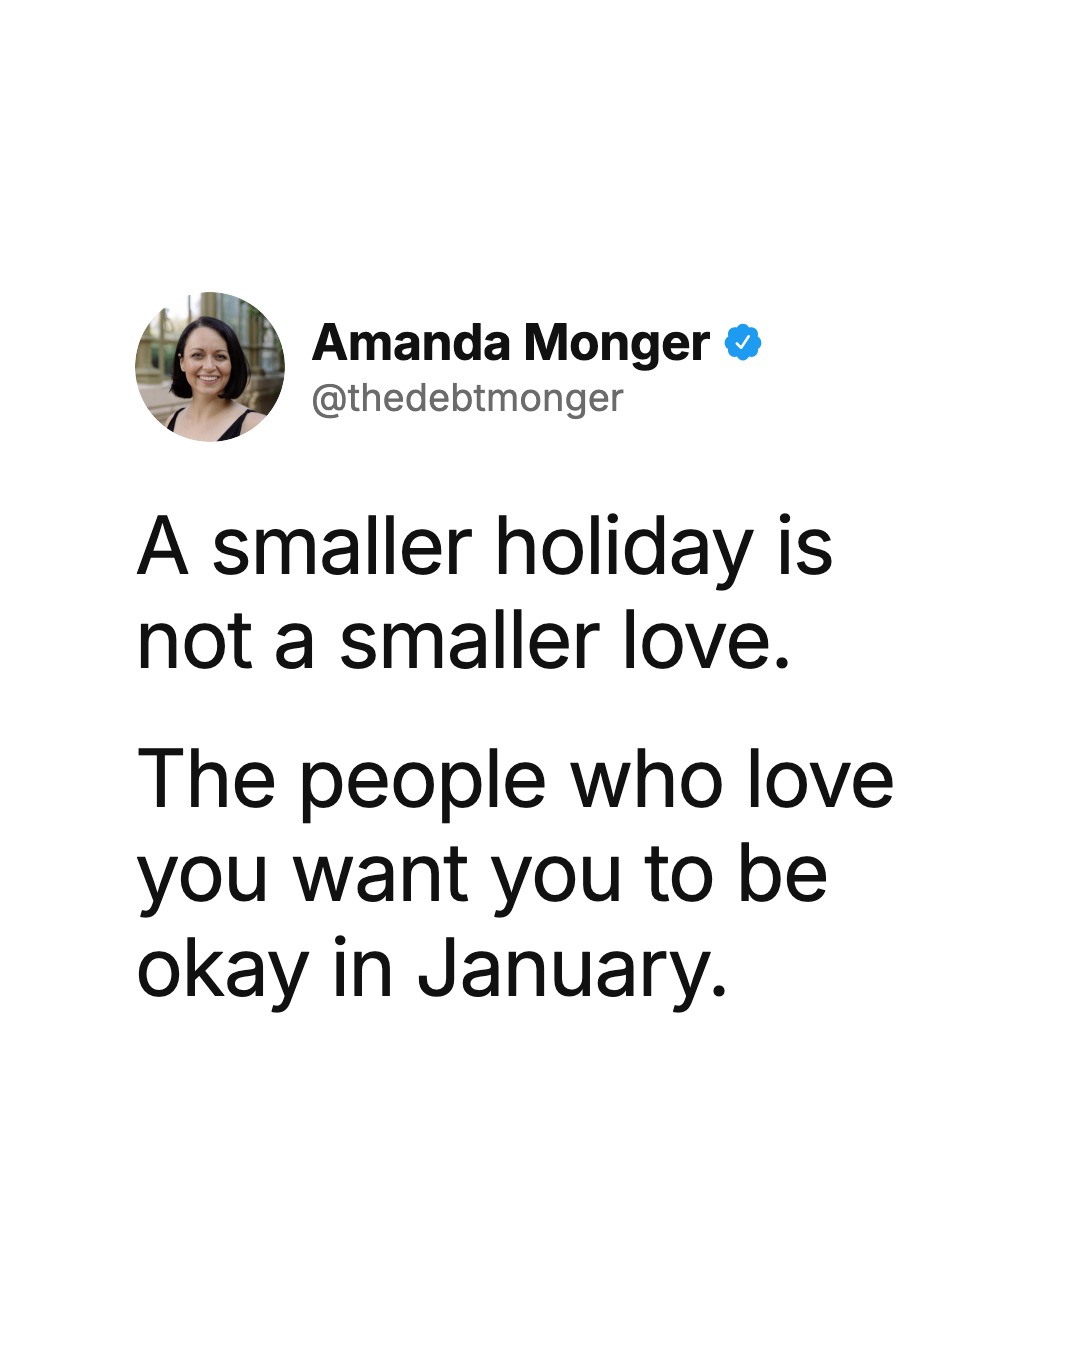 Amanda Monger
@thedebtmonger
A smaller holiday is
not a smaller love.
The people who love
you want you to be
okay in January.